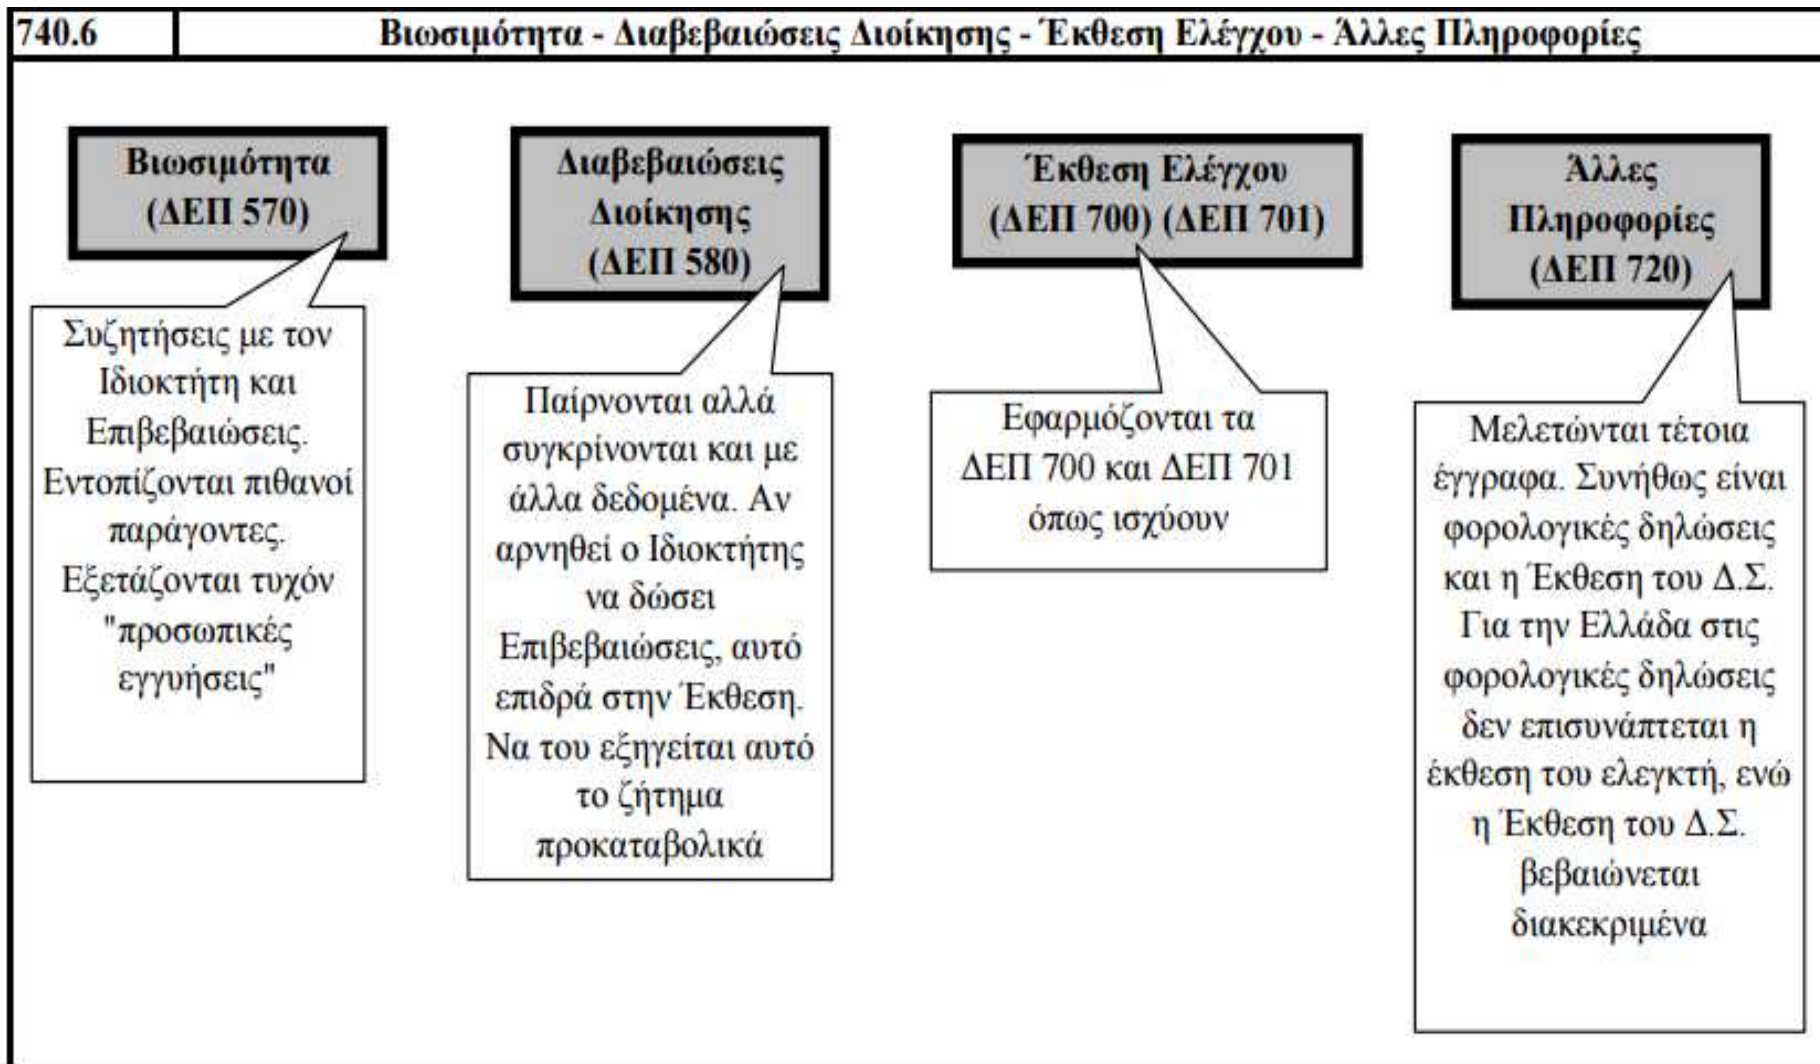 740.6 Βιωσιμότητα - Διαβεβαιώσεις Διοίκησης - Έκθεση Ελέγχου - Άλλες Πληροφορίες
Βιωσιμότητα
(ΔΕΠ 570)
Συζητήσεις με τον
Ιδιοκτήτη και
Επιβεβαιώσεις.
Εντοπίζονται πιθανοί
παράγοντες.
Εξετάζονται τυχόν
"προσωπικές
εγγυήσεις"
Διαβεβαιώσεις
Διοίκησης
(ΔΕΠ 580)
Παίρνονται αλλά
συγκρίνονται και με
άλλα δεδομένα. Αν
αρνηθεί ο Ιδιοκτήτης
να δώσει
Επιβεβαιώσεις, αυτό
επιδρά στην Έκθεση.
Να του εξηγείται αυτό
το ζήτημα
προκαταβολικά
Έκθεση Ελέγχου
(ΔΕΠ 700) (ΔΕΠ 701)
Εφαρμόζονται τα
ΔΕΠ 700 και ΔΕΠ 701
όπως ισχύουν
Άλλες
Πληροφορίες
(ΔΕΠ 720)
Μελετώνται τέτοια
έγγραφα. Συνήθως είναι
φορολογικές δηλώσεις
και η Έκθεση του Δ.Σ.
Για την Ελλάδα στις
φορολογικές δηλώσεις
δεν επισυνάπτεται η
έκθεση του ελεγκτή, ενώ
η Έκθεση του Δ.Σ.
βεβαιώνεται
διακεκριμένα